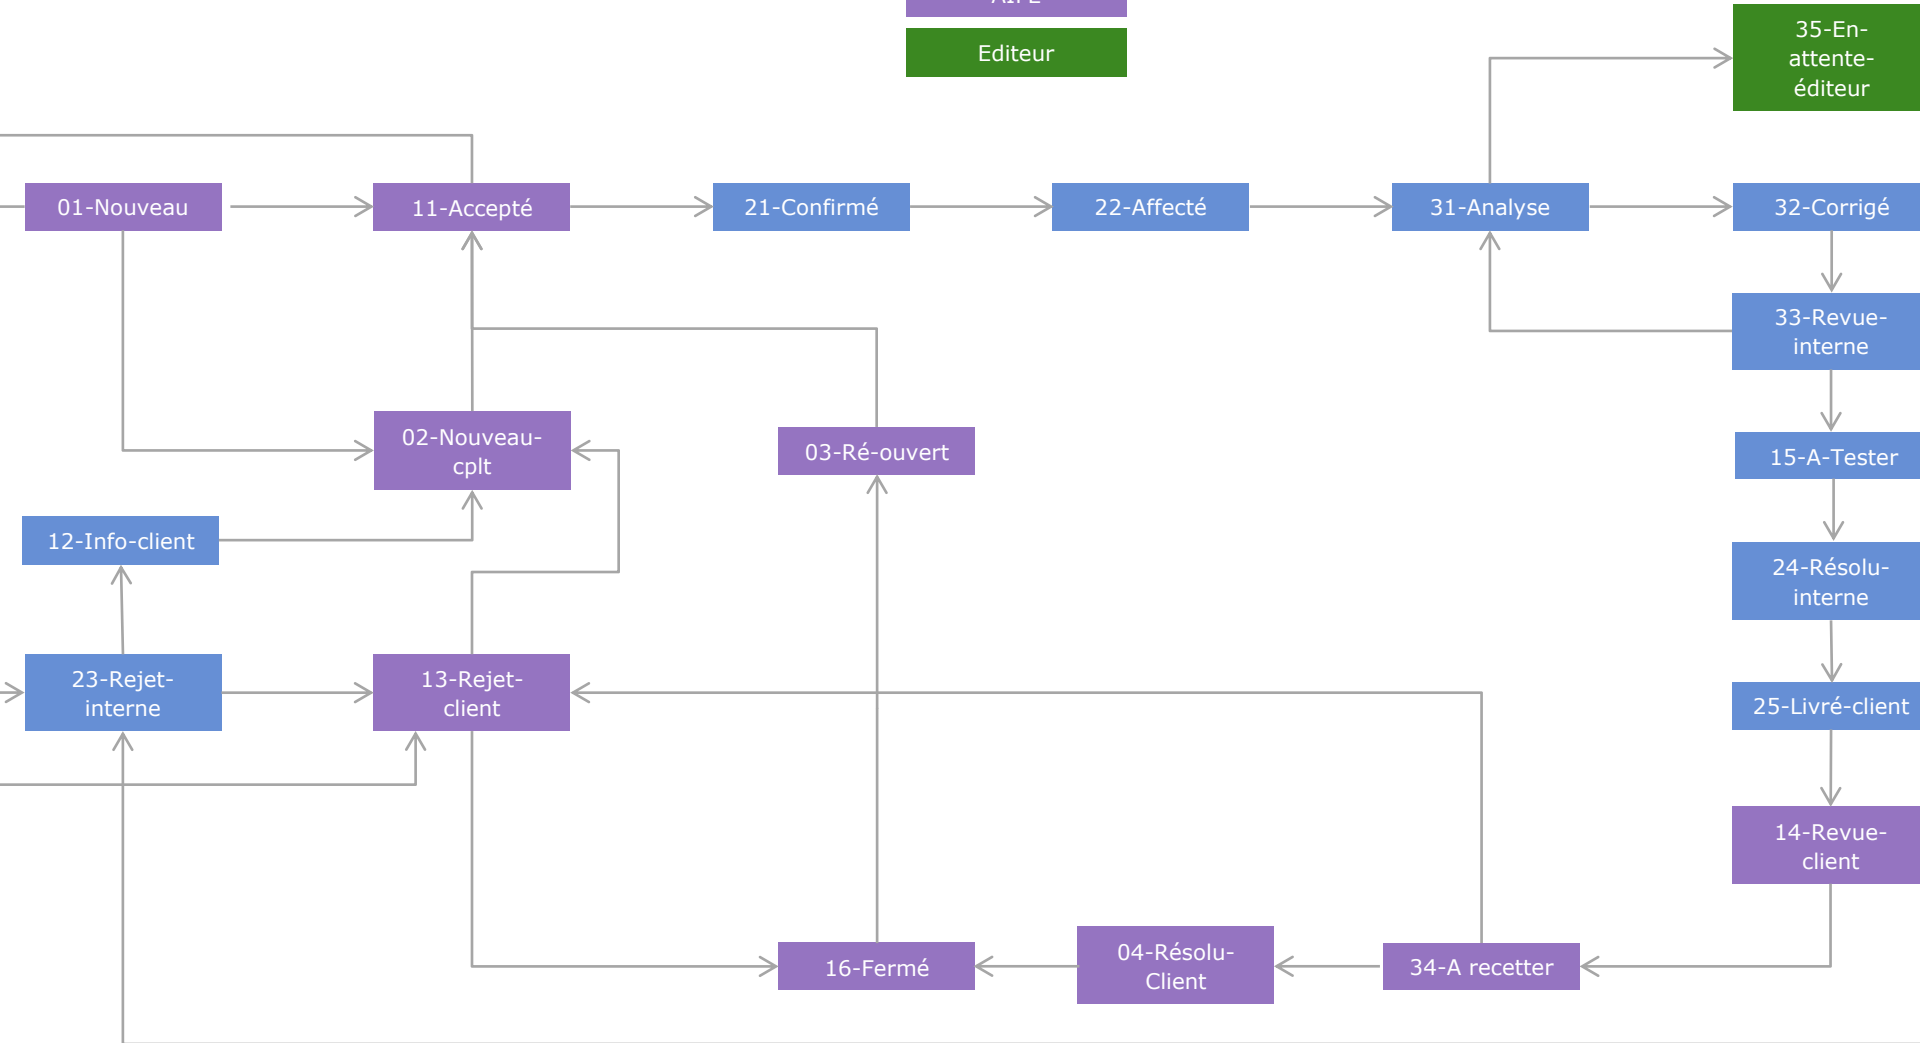 Editeur
35-En-
attente-
éditeur
01-Nouveau
11-Accepté
21-Confirmé
22-Affecté
31-Analyse
32-Corrigé
33-Revue-
interne
02-Nouveau-
cplt
03-Ré-ouvert
15-A-Tester
12-Info-client
24-Résolu-
interne
23-Rejet-
interne
13-Rejet-
client
25-Livré-client
14-Revue-
client
16-Fermé
04-Résolu-
Client
34-A recetter